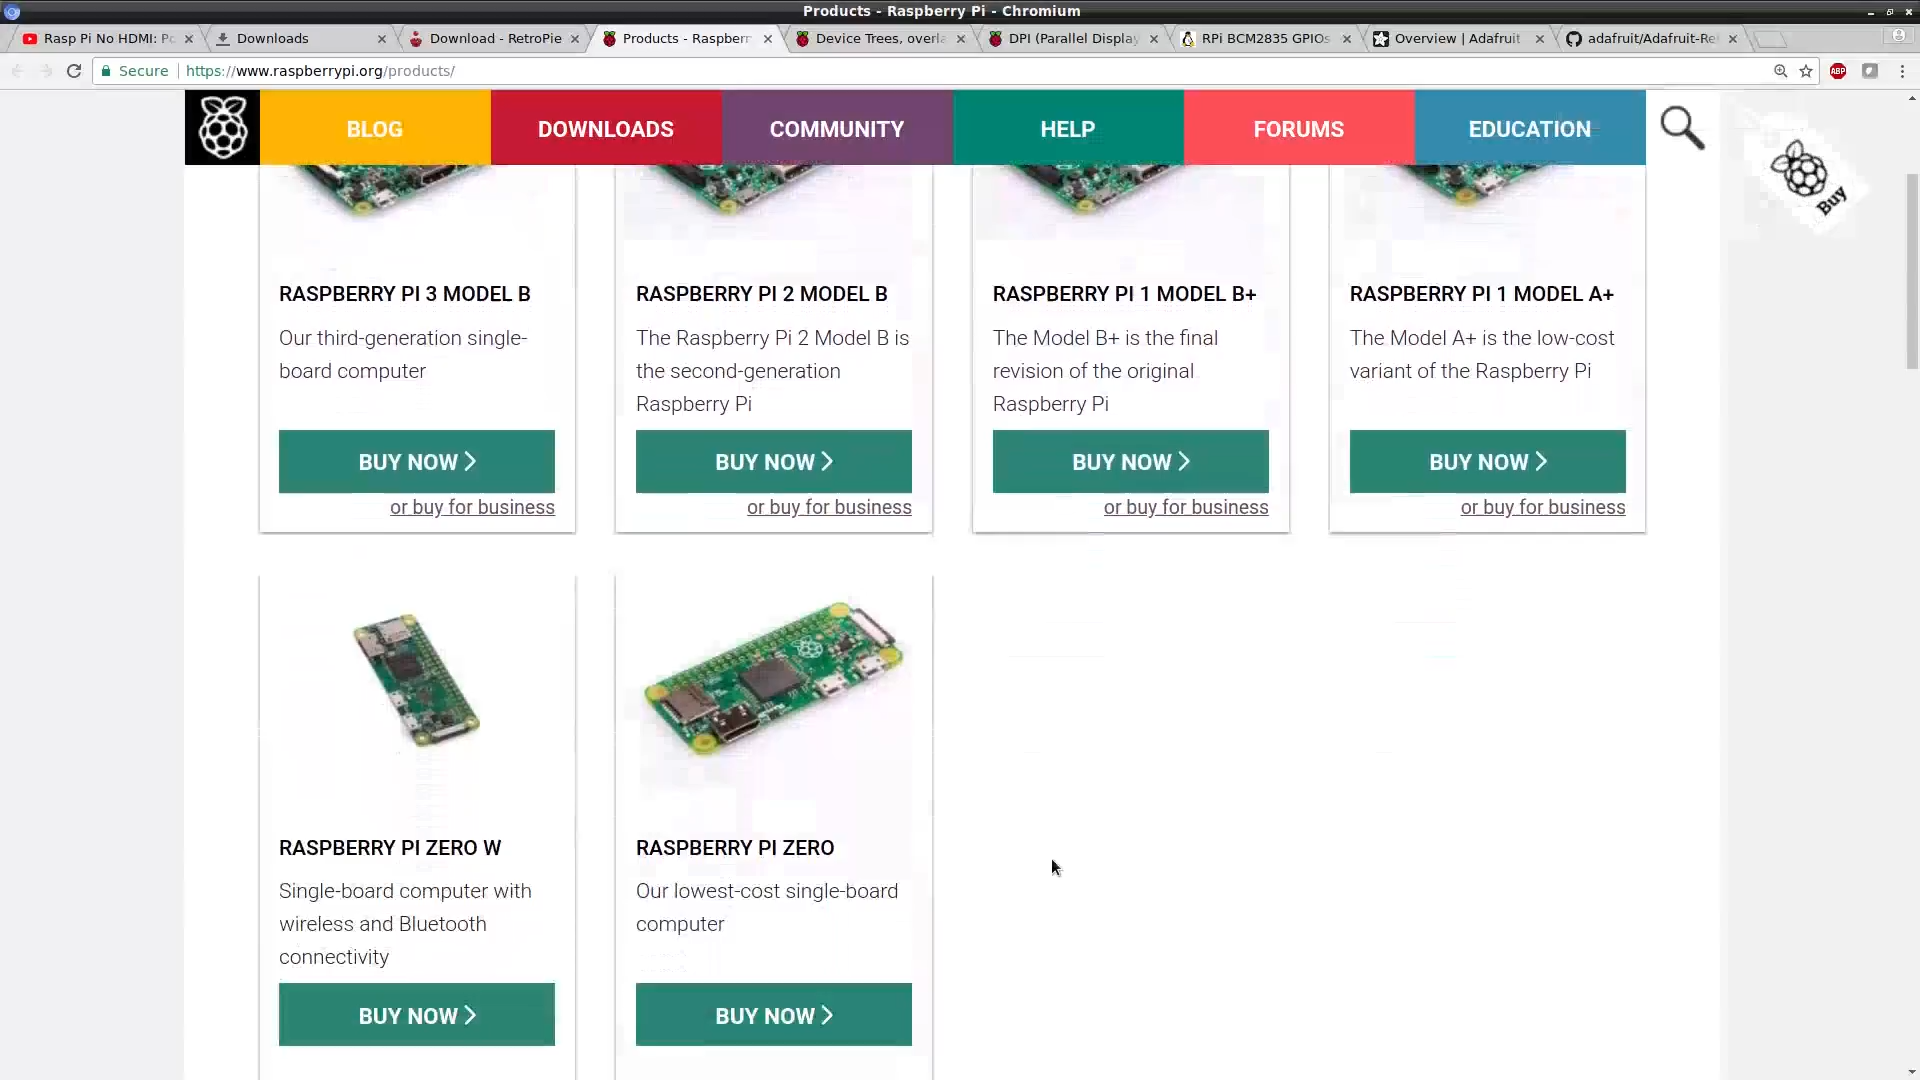 Products - Raspberry Pi - Chromium
Rasp Pi No HDMI: Po
Downloads
Download - RetroPie
Products - Raspberr
Device Trees, overla
DPI (Parallel Display
RPi BCM2835 GPIOs
Overview | Adafruit
adafruit/Adafruit-Re
Secure | https://www.raspberrypi.org/products/
ABP
BLOG DOWNLOADS COMMUNITY HELP FORUMS EDUCATION
Buy
RASPBERRY PI 3 MODEL B
Our third-generation single-
board computer
BUY NOW
or buy for business
RASPBERRY PI 2 MODEL B
The Raspberry Pi 2 Model B is
the second-generation
Raspberry Pi
BUY NOW
or buy for business
RASPBERRY PI 1 MODEL B+
The Model B+ is the final
revision of the original
Raspberry Pi
BUY NOW
or buy for business
RASPBERRY PI 1 MODEL A+
The Model A+ is the low-cost
variant of the Raspberry Pi
BUY NOW
or buy for business
RASPBERRY PI ZERO W
Single-board computer with
wireless and Bluetooth
connectivity
BUY NOW
RASPBERRY PI ZERO
Our lowest-cost single-board
computer
BUY NOW